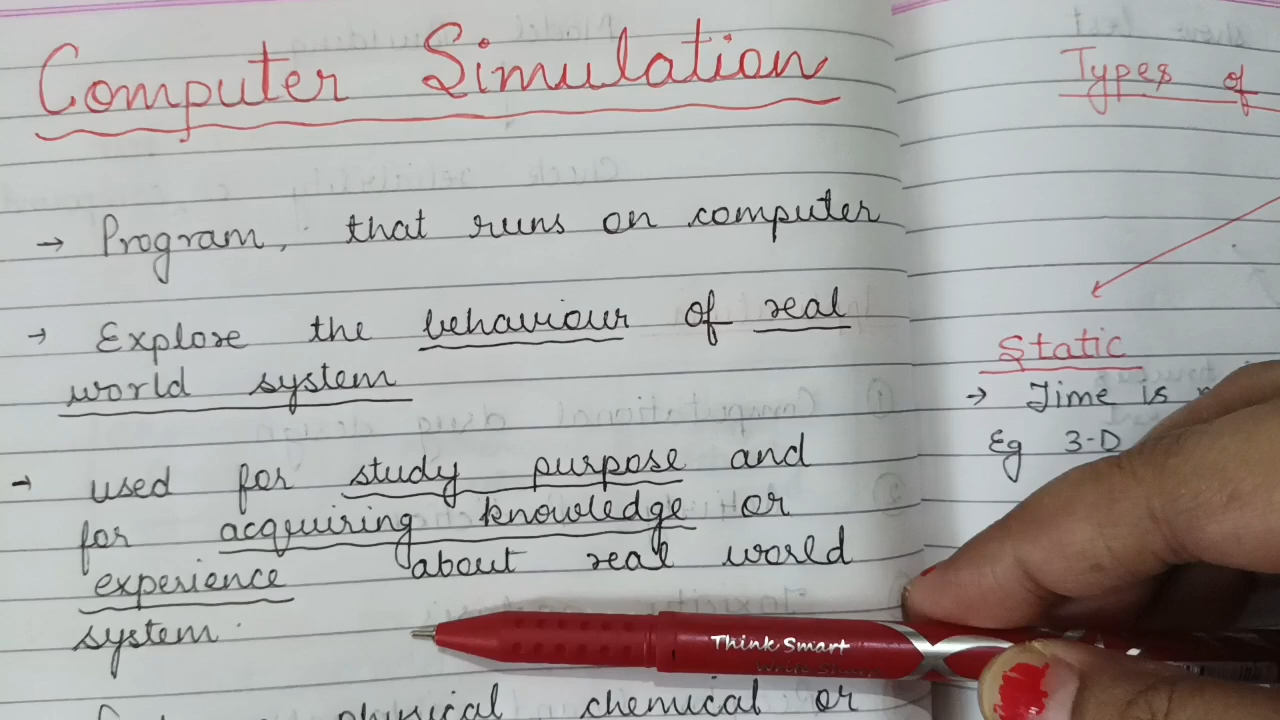 Computer Simulation
→ Program, that runs on computer
→ Explore the behaviour of real
world system
→ used for study purpose and
for acquiring knowledge or
experience about real world
system.
physical chemical or
Types of
Static
→ Time is
Eg 3-D
Think Smart